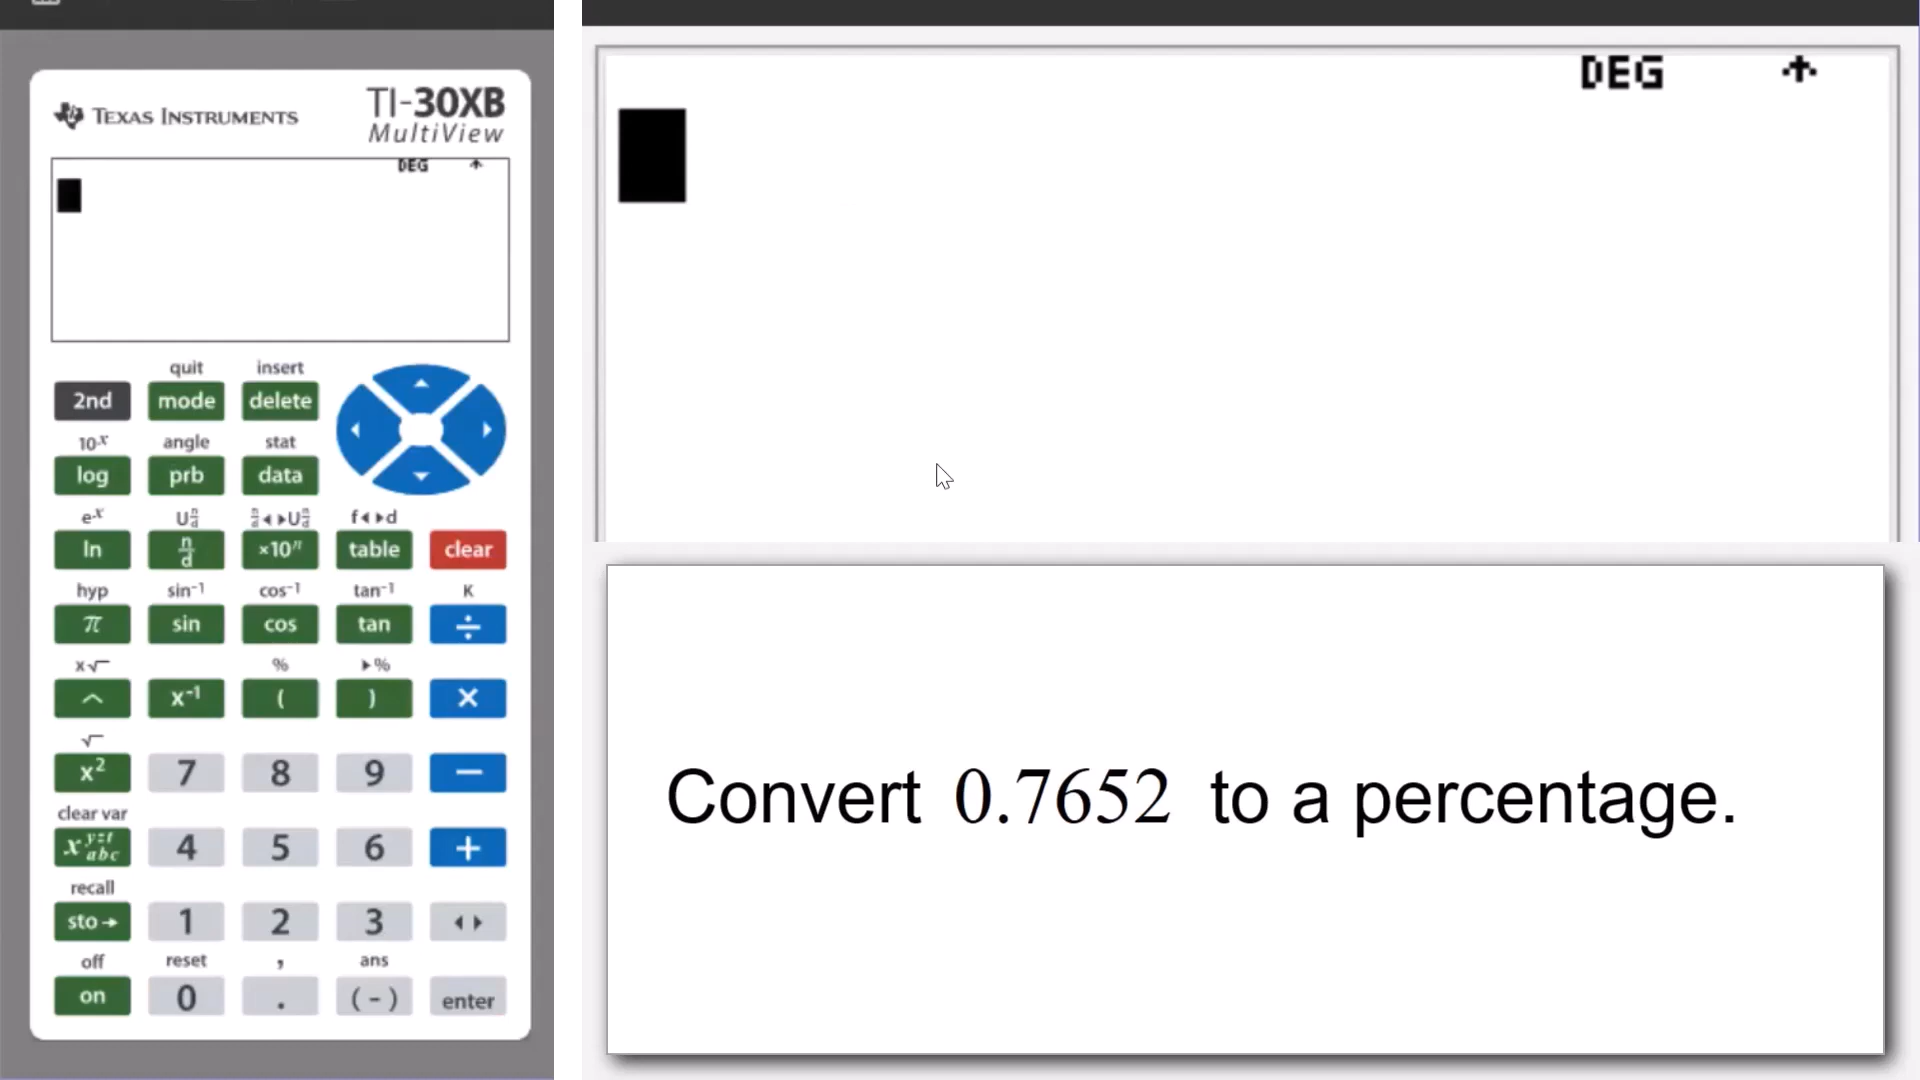 TEXAS INSTRUMENTS
TI-30XB
MultiView
DEG
quit insert
2nd mode delete
10^x angle stat
log prb data
e^x U n/d n/d◄►U n/d f◄►d
ln n/d ×10ⁿ table clear
hyp sin⁻¹ cos⁻¹ tan⁻¹ K
π sin cos tan ÷
x√ % ►%
^ x⁻¹ ( ) ×
√
x² 7 8 9 −
clear var
x yzt abc 4 5 6 +
recall
sto→ 1 2 3 ◄►
off reset , ans
on 0 . (-) enter
DEG
Convert 0.7652 to a percentage.